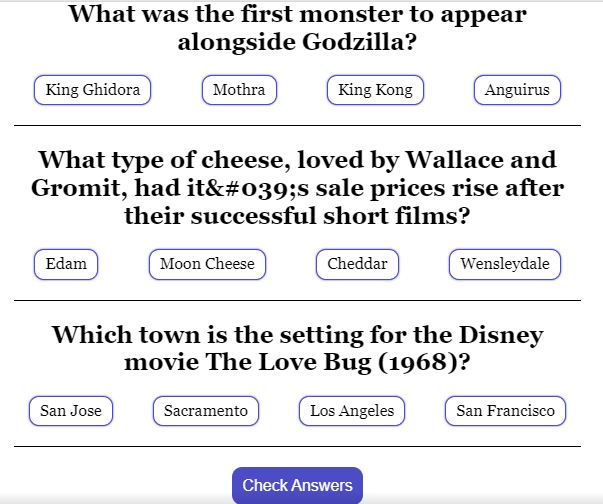 What was the first monster to appear
alongside Godzilla?
King Ghidora
Mothra
King Kong
Anguirus
What type of cheese, loved by Wallace and
Gromit, had it&#039;s sale prices rise after
their successful short films?
Edam
Moon Cheese
Cheddar
Wensleydale
Which town is the setting for the Disney
movie The Love Bug (1968)?
San Jose
Sacramento
Los Angeles
San Francisco
Check Answers